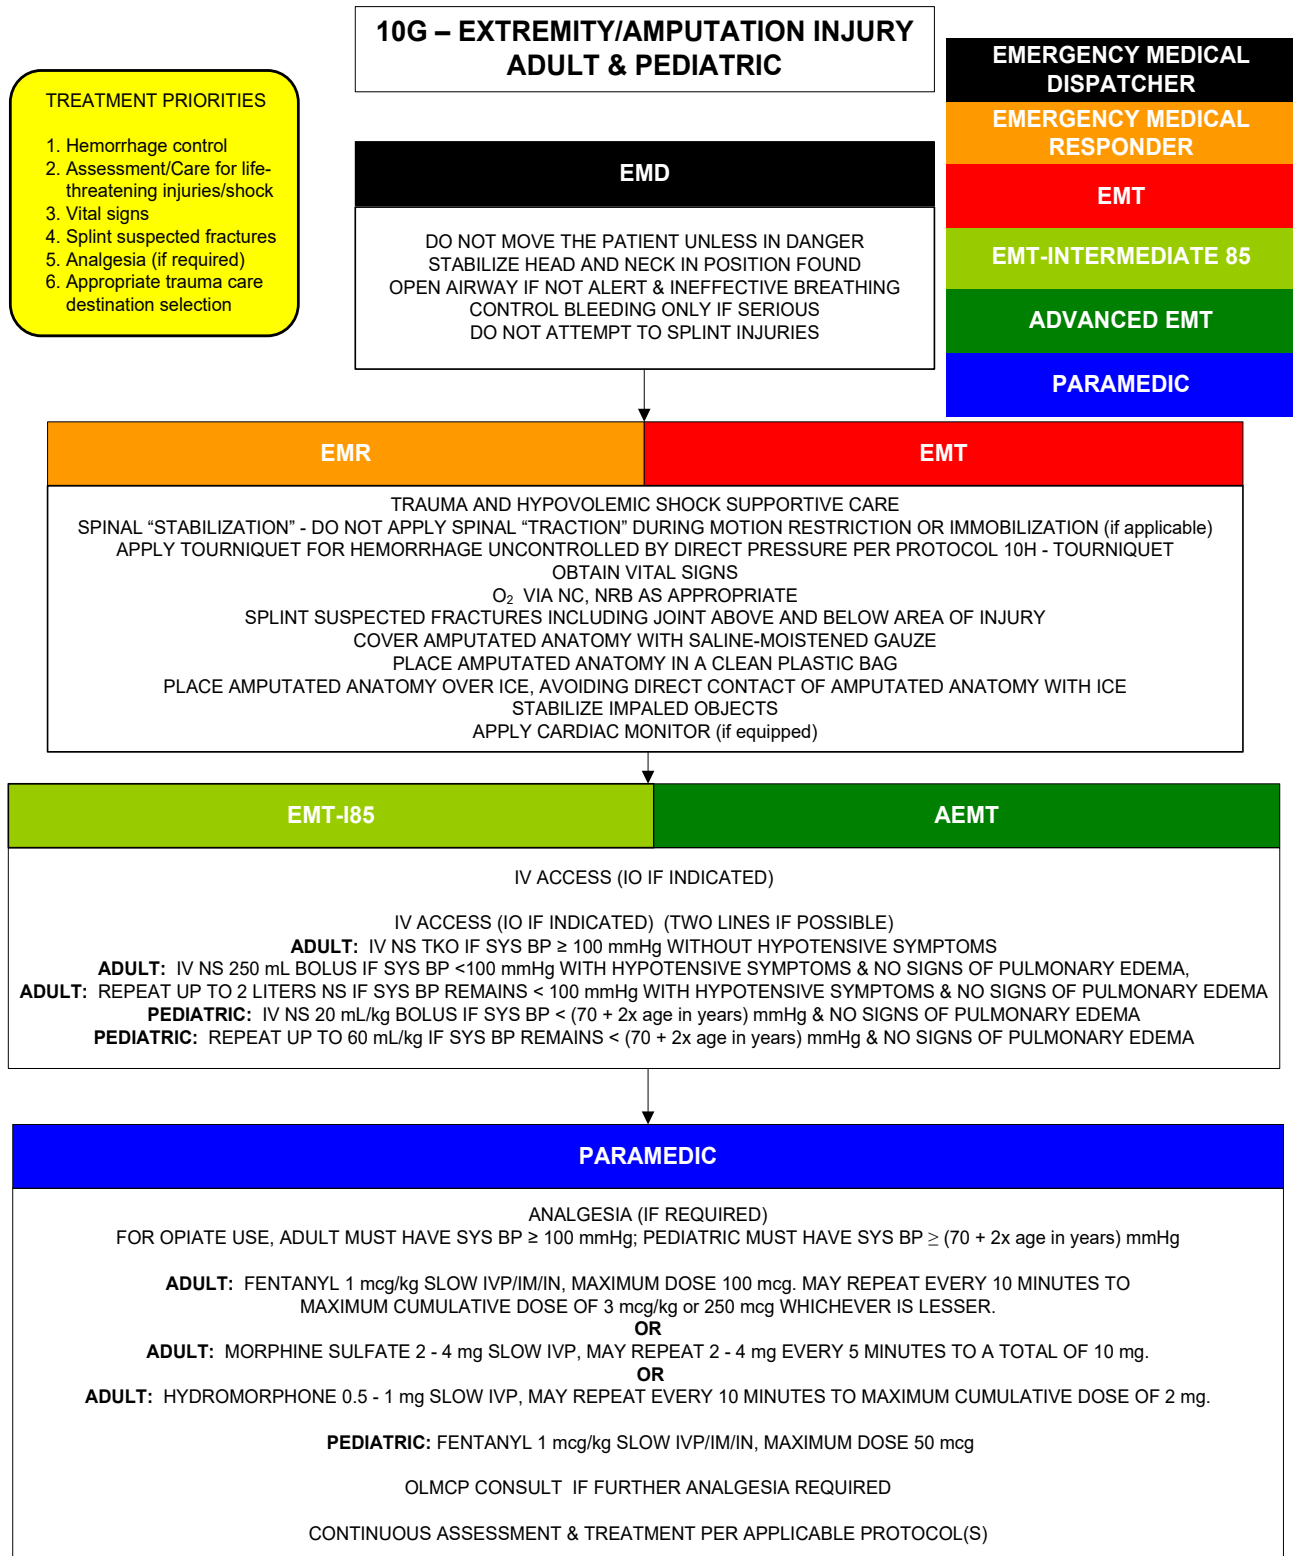 10G – EXTREMITY/AMPUTATION INJURY
ADULT & PEDIATRIC
TREATMENT PRIORITIES
1. Hemorrhage control
2. Assessment/Care for life-
threatening injuries/shock
3. Vital signs
4. Splint suspected fractures
5. Analgesia (if required)
6. Appropriate trauma care
destination selection
EMERGENCY MEDICAL
DISPATCHER
EMERGENCY MEDICAL
RESPONDER
EMT
EMT-INTERMEDIATE 85
ADVANCED EMT
PARAMEDIC
EMD
DO NOT MOVE THE PATIENT UNLESS IN DANGER
STABILIZE HEAD AND NECK IN POSITION FOUND
OPEN AIRWAY IF NOT ALERT & INEFFECTIVE BREATHING
CONTROL BLEEDING ONLY IF SERIOUS
DO NOT ATTEMPT TO SPLINT INJURIES
EMR
EMT
TRAUMA AND HYPOVOLEMIC SHOCK SUPPORTIVE CARE
SPINAL “STABILIZATION” - DO NOT APPLY SPINAL “TRACTION” DURING MOTION RESTRICTION OR IMMOBILIZATION (if applicable)
APPLY TOURNIQUET FOR HEMORRHAGE UNCONTROLLED BY DIRECT PRESSURE PER PROTOCOL 10H - TOURNIQUET
OBTAIN VITAL SIGNS
O₂ VIA NC, NRB AS APPROPRIATE
SPLINT SUSPECTED FRACTURES INCLUDING JOINT ABOVE AND BELOW AREA OF INJURY
COVER AMPUTATED ANATOMY WITH SALINE-MOISTENED GAUZE
PLACE AMPUTATED ANATOMY IN A CLEAN PLASTIC BAG
PLACE AMPUTATED ANATOMY OVER ICE, AVOIDING DIRECT CONTACT OF AMPUTATED ANATOMY WITH ICE
STABILIZE IMPALED OBJECTS
APPLY CARDIAC MONITOR (if equipped)
EMT-I85
AEMT
IV ACCESS (IO IF INDICATED)
IV ACCESS (IO IF INDICATED) (TWO LINES IF POSSIBLE)
ADULT: IV NS TKO IF SYS BP ≥ 100 mmHg WITHOUT HYPOTENSIVE SYMPTOMS
ADULT: IV NS 250 mL BOLUS IF SYS BP <100 mmHg WITH HYPOTENSIVE SYMPTOMS & NO SIGNS OF PULMONARY EDEMA,
ADULT: REPEAT UP TO 2 LITERS NS IF SYS BP REMAINS < 100 mmHg WITH HYPOTENSIVE SYMPTOMS & NO SIGNS OF PULMONARY EDEMA
PEDIATRIC: IV NS 20 mL/kg BOLUS IF SYS BP < (70 + 2x age in years) mmHg & NO SIGNS OF PULMONARY EDEMA
PEDIATRIC: REPEAT UP TO 60 mL/kg IF SYS BP REMAINS < (70 + 2x age in years) mmHg & NO SIGNS OF PULMONARY EDEMA
PARAMEDIC
ANALGESIA (IF REQUIRED)
FOR OPIATE USE, ADULT MUST HAVE SYS BP ≥ 100 mmHg; PEDIATRIC MUST HAVE SYS BP ≥ (70 + 2x age in years) mmHg
ADULT: FENTANYL 1 mcg/kg SLOW IVP/IM/IN, MAXIMUM DOSE 100 mcg. MAY REPEAT EVERY 10 MINUTES TO
MAXIMUM CUMULATIVE DOSE OF 3 mcg/kg or 250 mcg WHICHEVER IS LESSER.
OR
ADULT: MORPHINE SULFATE 2 - 4 mg SLOW IVP, MAY REPEAT 2 - 4 mg EVERY 5 MINUTES TO A TOTAL OF 10 mg.
OR
ADULT: HYDROMORPHONE 0.5 - 1 mg SLOW IVP, MAY REPEAT EVERY 10 MINUTES TO MAXIMUM CUMULATIVE DOSE OF 2 mg.
PEDIATRIC: FENTANYL 1 mcg/kg SLOW IVP/IM/IN, MAXIMUM DOSE 50 mcg
OLMCP CONSULT IF FURTHER ANALGESIA REQUIRED
CONTINUOUS ASSESSMENT & TREATMENT PER APPLICABLE PROTOCOL(S)